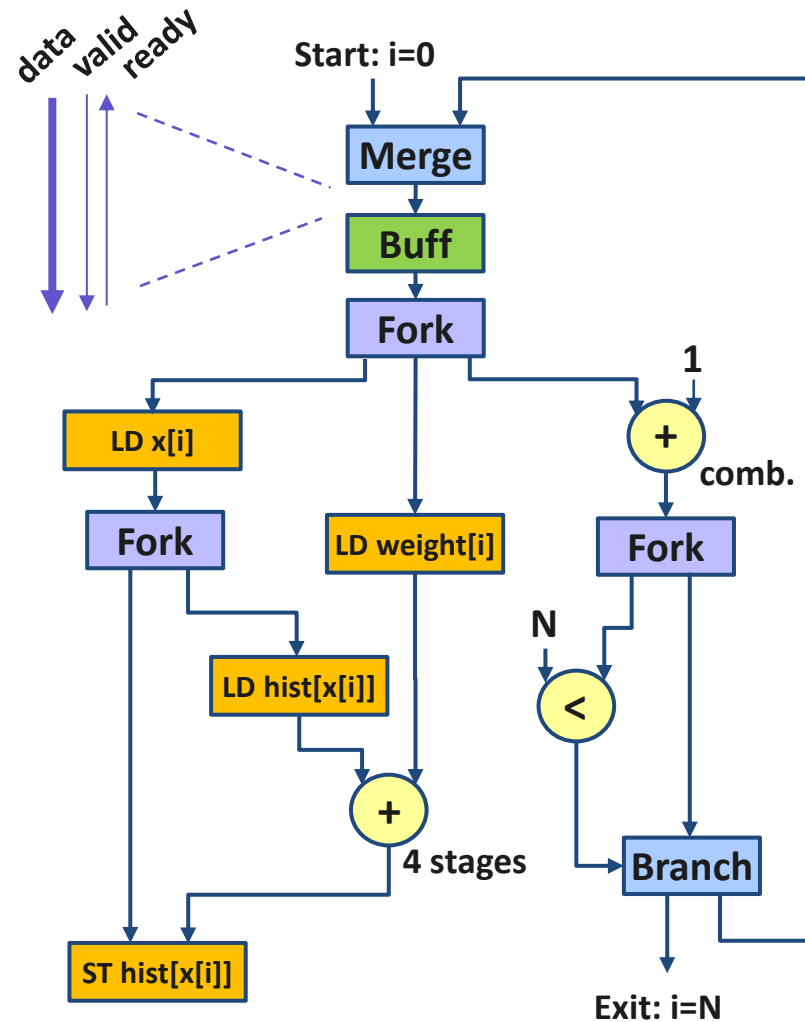 data
valid
ready
Start: i=0
Merge
Buff
Fork
1
LD x[i]
+
comb.
Fork
LD weight[i]
Fork
N
LD hist[x[i]]
<
+
4 stages
Branch
ST hist[x[i]]
Exit: i=N